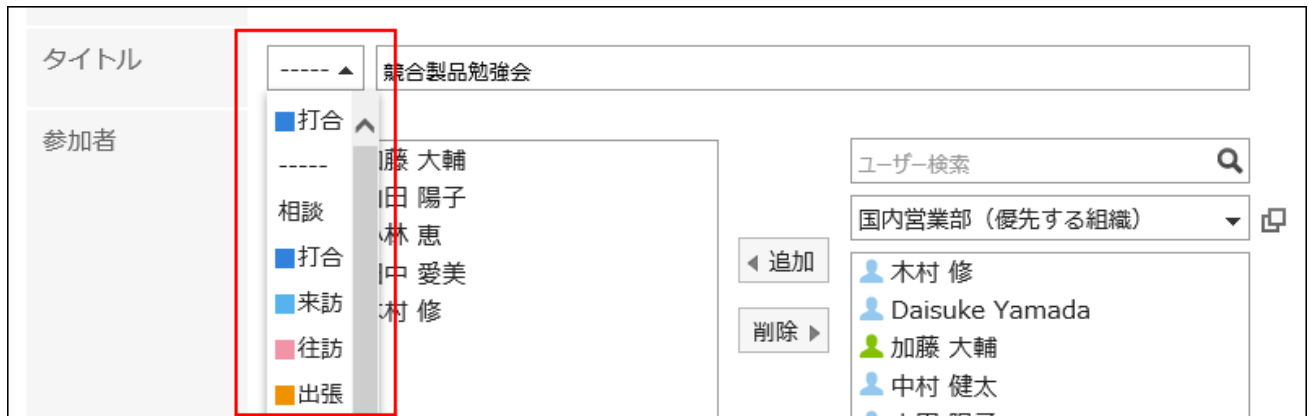 タイトル
-----
競合製品勉強会
打合
-----
相談
打合
来訪
往訪
出張
参加者
藤 大輔
田 陽子
林 恵
中 愛美
村 修
追加
削除
ユーザー検索
国内営業部（優先する組織）
木村 修
Daisuke Yamada
加藤 大輔
中村 健太